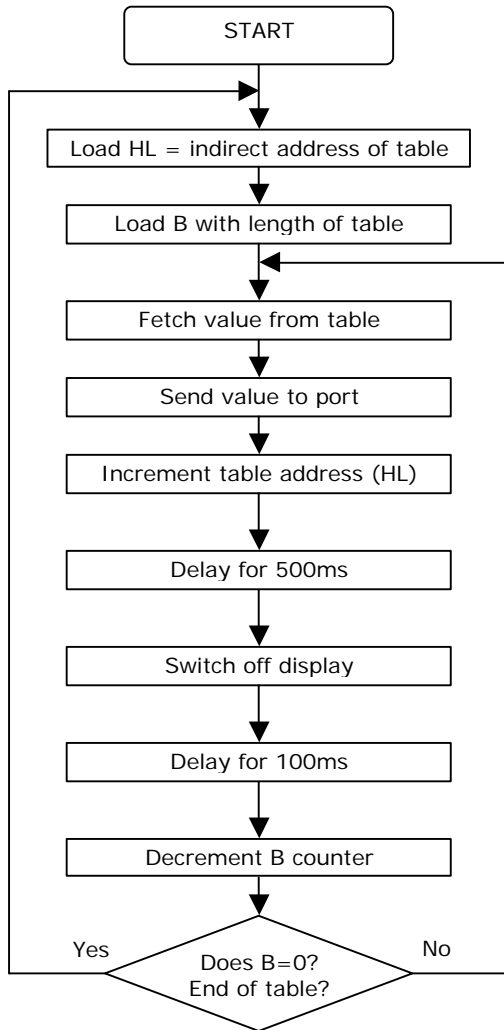 START
Load HL = indirect address of table
Load B with length of table
Fetch value from table
Send value to port
Increment table address (HL)
Delay for 500ms
Switch off display
Delay for 100ms
Decrement B counter
Yes
Does B=0?
End of table?
No